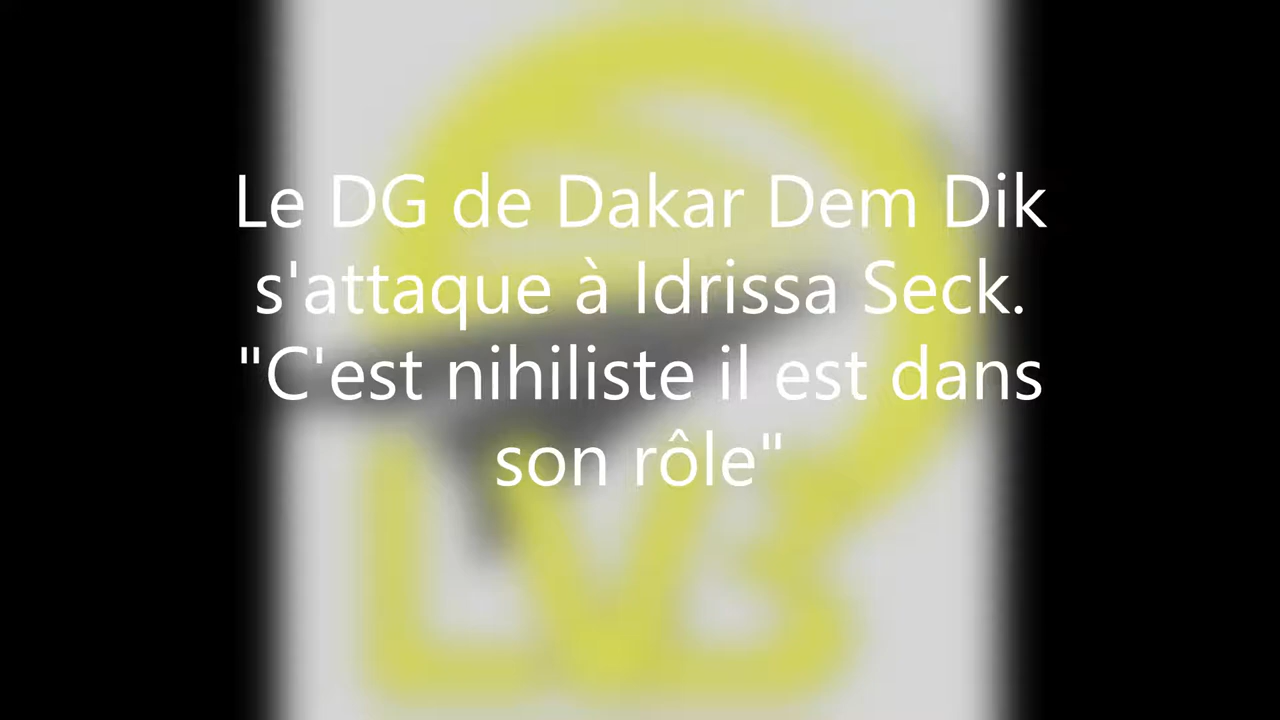 Le DG de Dakar Dem Dik
s'attaque à Idrissa Seck.
"C'est nihiliste il est dans
son rôle"